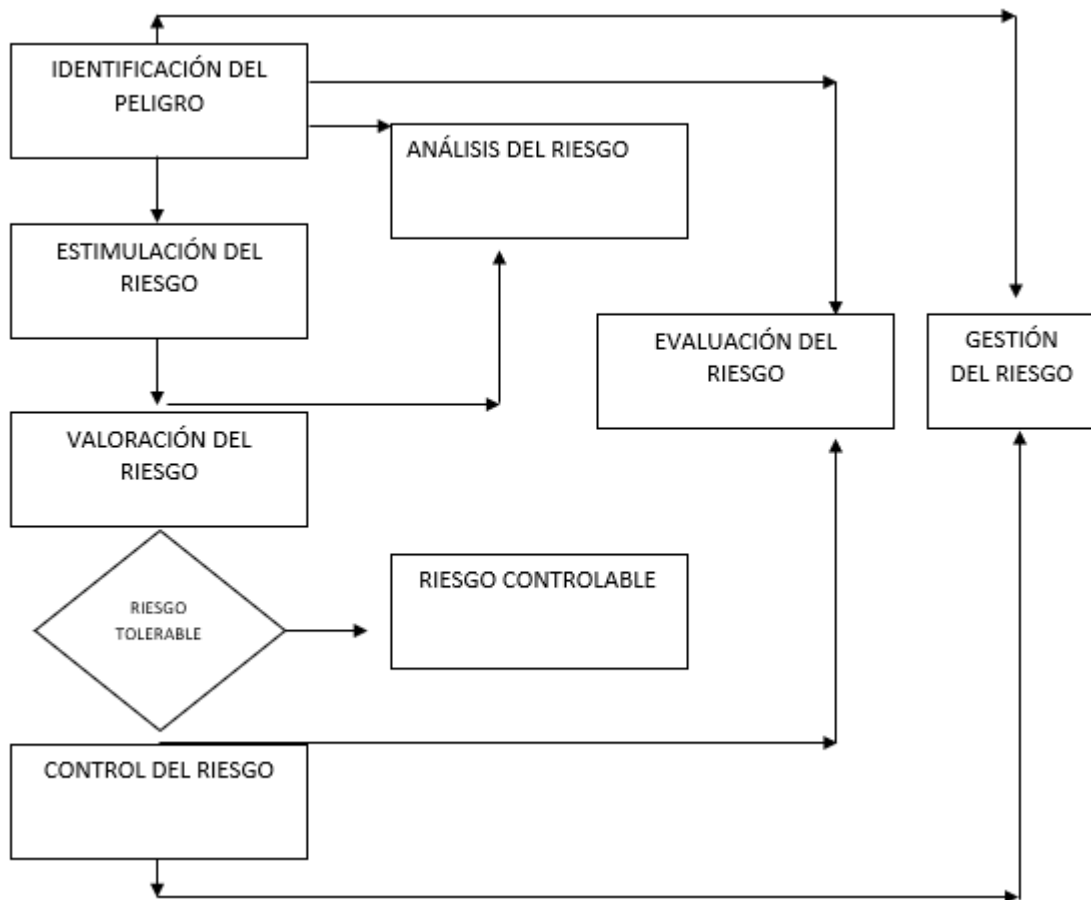 IDENTIFICACIÓN DEL
PELIGRO
ANÁLISIS DEL RIESGO
ESTIMULACIÓN DEL
RIESGO
EVALUACIÓN DEL
RIESGO
GESTIÓN
DEL RIESGO
VALORACIÓN DEL
RIESGO
RIESGO
TOLERABLE
RIESGO CONTROLABLE
CONTROL DEL RIESGO